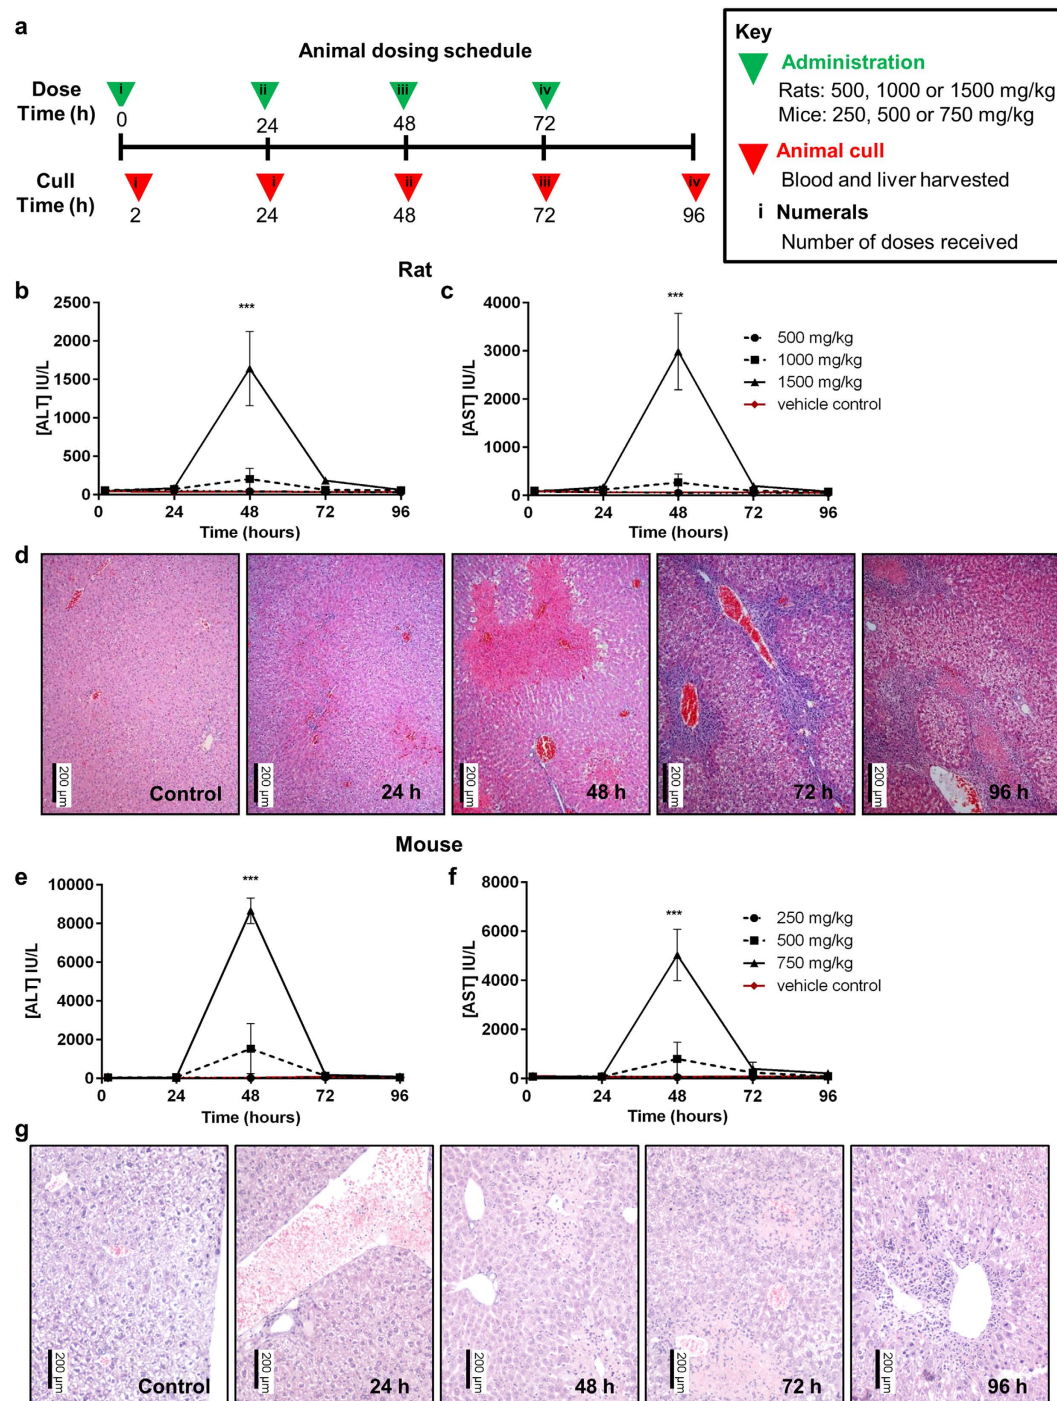 a
Animal dosing schedule
Dose
Time (h)
i
ii
iii
iv
0
24
48
72
Cull
Time (h)
i
i
ii
iii
iv
2
24
48
72
96
Key
Administration
Rats: 500, 1000 or 1500 mg/kg
Mice: 250, 500 or 750 mg/kg
Animal cull
Blood and liver harvested
i Numerals
Number of doses received
Rat
b
[ALT] IU/L
2500
2000
1500
1000
500
0
***
0 24 48 72 96
Time (hours)
c
[AST] IU/L
4000
3000
2000
1000
0
***
0 24 48 72 96
Time (hours)
500 mg/kg
1000 mg/kg
1500 mg/kg
vehicle control
d
200 µm
Control
200 µm
24 h
200 µm
48 h
200 µm
72 h
200 µm
96 h
Mouse
e
[ALT] IU/L
10000
8000
6000
4000
2000
0
***
0 24 48 72 96
Time (hours)
f
[AST] IU/L
8000
6000
4000
2000
0
***
0 24 48 72 96
Time (hours)
250 mg/kg
500 mg/kg
750 mg/kg
vehicle control
g
200 µm
Control
200 µm
24 h
200 µm
48 h
200 µm
72 h
200 µm
96 h